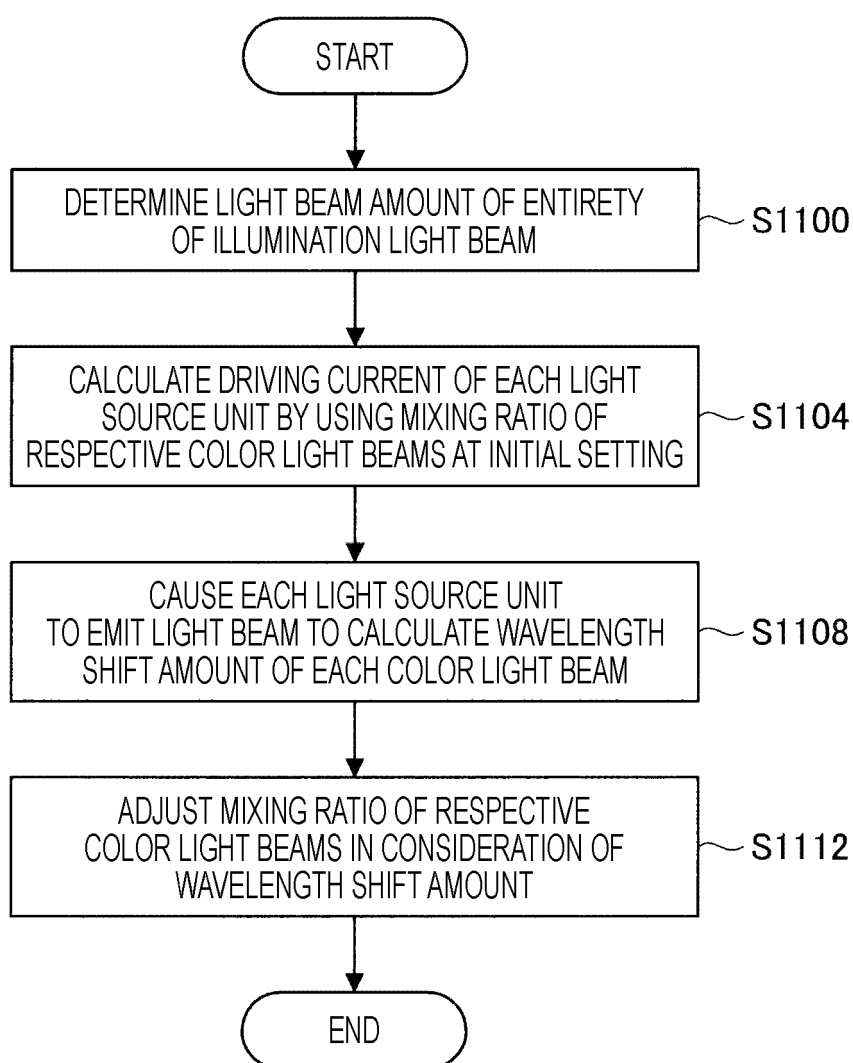 START
DETERMINE LIGHT BEAM AMOUNT OF ENTIRETY
OF ILLUMINATION LIGHT BEAM
S1100
CALCULATE DRIVING CURRENT OF EACH LIGHT
SOURCE UNIT BY USING MIXING RATIO OF
RESPECTIVE COLOR LIGHT BEAMS AT INITIAL SETTING
S1104
CAUSE EACH LIGHT SOURCE UNIT
TO EMIT LIGHT BEAM TO CALCULATE WAVELENGTH
SHIFT AMOUNT OF EACH COLOR LIGHT BEAM
S1108
ADJUST MIXING RATIO OF RESPECTIVE
COLOR LIGHT BEAMS IN CONSIDERATION OF
WAVELENGTH SHIFT AMOUNT
S1112
END